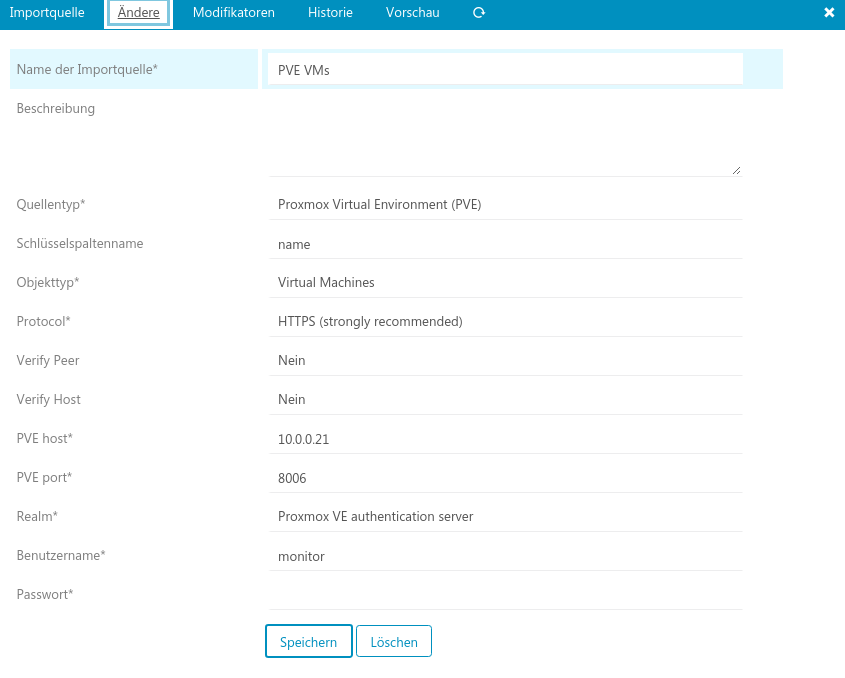 Importquelle Ändere Modifikatoren Historie Vorschau
Name der Importquelle* PVE VMs
Beschreibung
Quellentyp* Proxmox Virtual Environment (PVE)
Schlüsselspaltenname name
Objekttyp* Virtual Machines
Protocol* HTTPS (strongly recommended)
Verify Peer Nein
Verify Host Nein
PVE host* 10.0.0.21
PVE port* 8006
Realm* Proxmox VE authentication server
Benutzername* monitor
Passwort*
Speichern Löschen